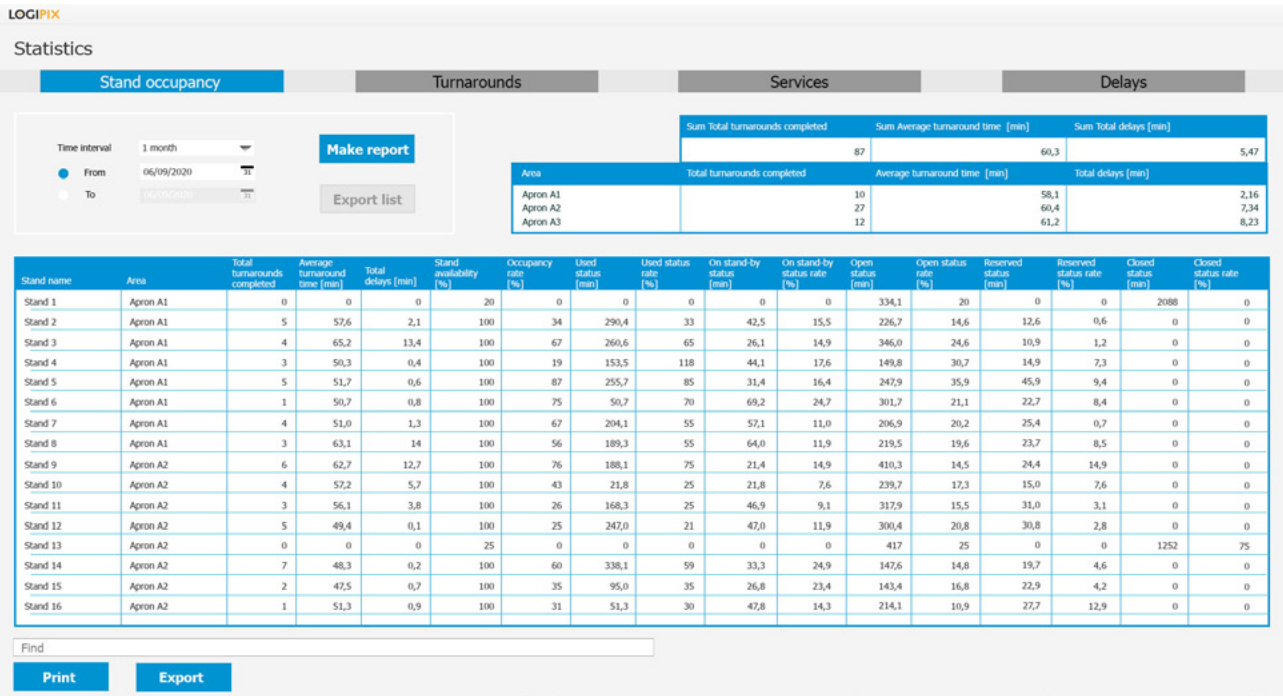 LOGIPIX
Statistics
Stand occupancy Turnarounds Services Delays
Time interval 1 month
From 06/09/2020 31
To 06/09/2020 31
Make report
Export list
Sum Total turnarounds completed Sum Average turnaround time [min] Sum Total delays [min]
87 60,3 5,47
Area Total turnarounds completed Average turnaround time [min] Total delays [min]
Apron A1 10 58,1 2,16
Apron A2 27 60,4 7,34
Apron A3 12 61,2 8,23
Stand name Area Total turnarounds completed Average turnaround time [min] Total delays [min] Stand availability [%] Occupancy rate [%] Used status [min] Used status rate [%] On stand-by status [min] On stand-by status rate [%] Open status [min] Open status rate [%] Reserved status [min] Reserved status rate [%] Closed status [min] Closed status rate [%]
Stand 1 Apron A1 0 0 0 20 0 0 0 0 0 334,1 20 0 0 2088 0
Stand 2 Apron A1 5 57,6 2,1 100 34 290,4 33 42,5 15,5 226,7 14,6 12,6 0,6 0 0
Stand 3 Apron A1 4 65,2 13,4 100 67 260,6 65 26,1 14,9 346,0 24,6 10,9 1,2 0 0
Stand 4 Apron A1 3 50,3 0,4 100 19 153,5 118 44,1 17,6 149,8 30,7 14,9 7,3 0 0
Stand 5 Apron A1 5 51,7 0,6 100 87 255,7 85 31,4 16,4 247,9 35,9 45,9 9,4 0 0
Stand 6 Apron A1 1 50,7 0,8 100 75 50,7 70 69,2 24,7 301,7 21,1 22,7 8,4 0 0
Stand 7 Apron A1 4 51,0 1,3 100 67 204,1 55 57,1 11,0 206,9 20,2 25,4 0,7 0 0
Stand 8 Apron A1 3 63,1 14 100 56 189,3 55 64,0 11,9 219,5 19,6 23,7 8,5 0 0
Stand 9 Apron A2 6 62,7 12,7 100 76 188,1 75 21,4 14,9 410,3 14,5 24,4 14,9 0 0
Stand 10 Apron A2 4 57,2 5,7 100 43 21,8 25 21,8 7,6 239,7 17,3 15,0 7,6 0 0
Stand 11 Apron A2 3 56,1 3,8 100 26 168,3 25 46,9 9,1 317,9 15,5 31,0 3,1 0 0
Stand 12 Apron A2 5 49,4 0,1 100 25 247,0 21 47,0 11,9 300,4 20,8 30,8 2,8 0 0
Stand 13 Apron A2 0 0 0 25 0 0 0 0 0 417 25 0 0 1252 75
Stand 14 Apron A2 7 48,3 0,2 100 60 338,1 59 33,3 24,9 147,6 14,8 19,7 4,6 0 0
Stand 15 Apron A2 2 47,5 0,7 100 35 95,0 35 26,8 23,4 143,4 16,8 22,9 4,2 0 0
Stand 16 Apron A2 1 51,3 0,9 100 31 51,3 30 47,8 14,3 214,1 10,9 27,7 12,9 0 0
Find
Print Export